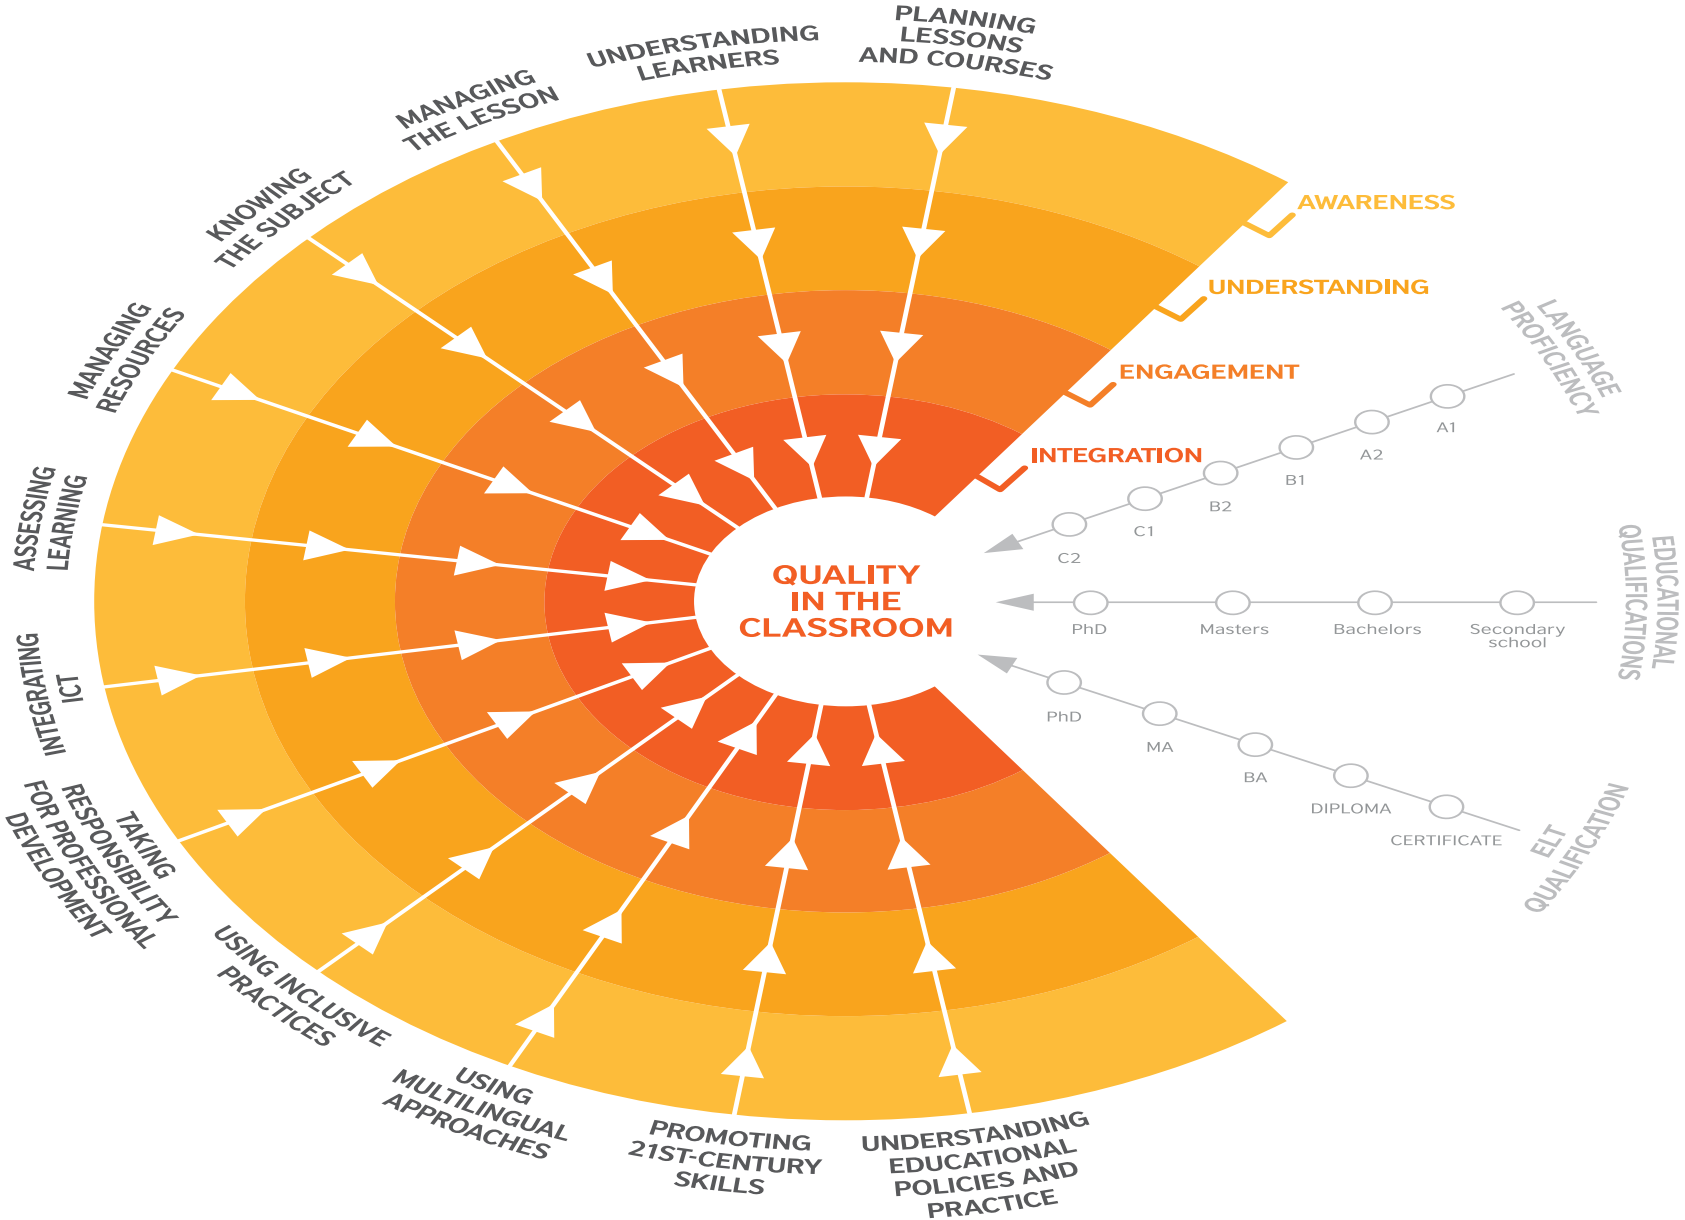 PLANNING
LESSONS
AND COURSES
UNDERSTANDING
LEARNERS
MANAGING
THE LESSON
KNOWING
THE SUBJECT
MANAGING
RESOURCES
ASSESSING
LEARNING
INTEGRATING
ICT
TAKING
RESPONSIBILITY
FOR PROFESSIONAL
DEVELOPMENT
USING INCLUSIVE
PRACTICES
USING
MULTILINGUAL
APPROACHES
PROMOTING
21ST-CENTURY
SKILLS
UNDERSTANDING
EDUCATIONAL
POLICIES AND
PRACTICE
AWARENESS
UNDERSTANDING
ENGAGEMENT
INTEGRATION
QUALITY
IN THE
CLASSROOM
LANGUAGE
PROFICIENCY
A1
A2
B1
B2
C1
C2
EDUCATIONAL
QUALIFICATIONS
PhD
Masters
Bachelors
Secondary
school
PhD
MA
BA
DIPLOMA
CERTIFICATE
ELT
QUALIFICATION